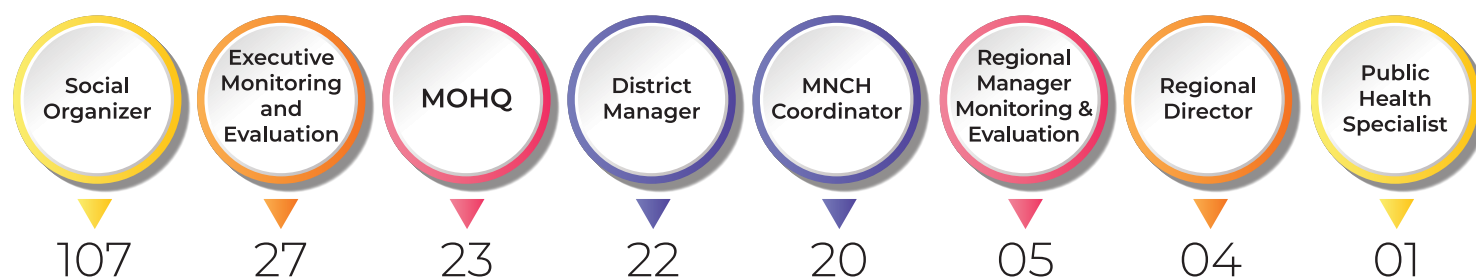 Social
Organizer
107
Executive
Monitoring
and
Evaluation
27
MOHQ
23
District
Manager
22
MNCH
Coordinator
20
Regional
Manager
Monitoring &
Evaluation
05
Regional
Director
04
Public
Health
Specialist
01